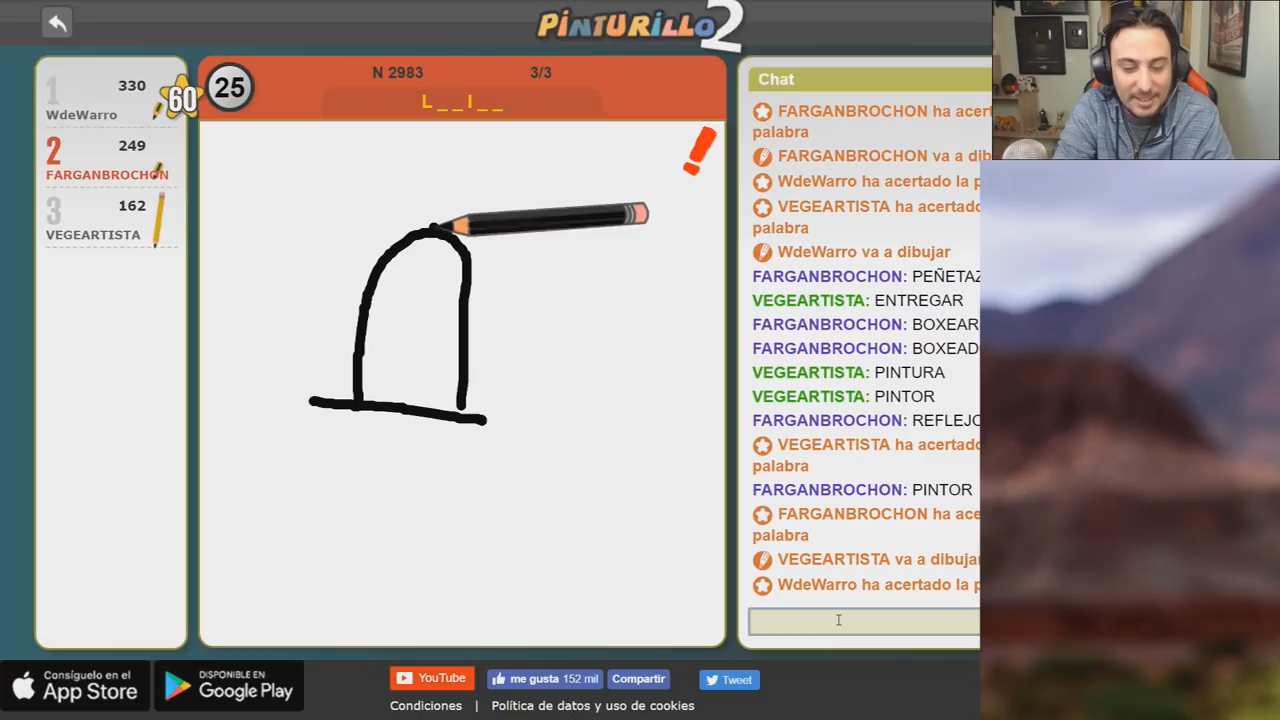 PINTURILLO 2
1 330
WdeWarro
60
2 249
FARGANBROCHON
3 162
VEGEARTISTA
25
N 2983 3/3
L__I__
!
Chat
FARGANBROCHON ha acert
palabra
FARGANBROCHON va a dib
WdeWarro ha acertado la p
VEGEARTISTA ha acertado
palabra
WdeWarro va a dibujar
FARGANBROCHON: PEÑETAZ
VEGEARTISTA: ENTREGAR
FARGANBROCHON: BOXEAR
FARGANBROCHON: BOXEAD
VEGEARTISTA: PINTURA
VEGEARTISTA: PINTOR
FARGANBROCHON: REFLEJO
VEGEARTISTA ha acertado
palabra
FARGANBROCHON: PINTOR
FARGANBROCHON ha ace
palabra
VEGEARTISTA va a dibujar
WdeWarro ha acertado la p
Consíguelo en el
App Store
DISPONIBLE EN
Google Play
YouTube
me gusta 152 mil
Compartir
Tweet
Condiciones | Política de datos y uso de cookies